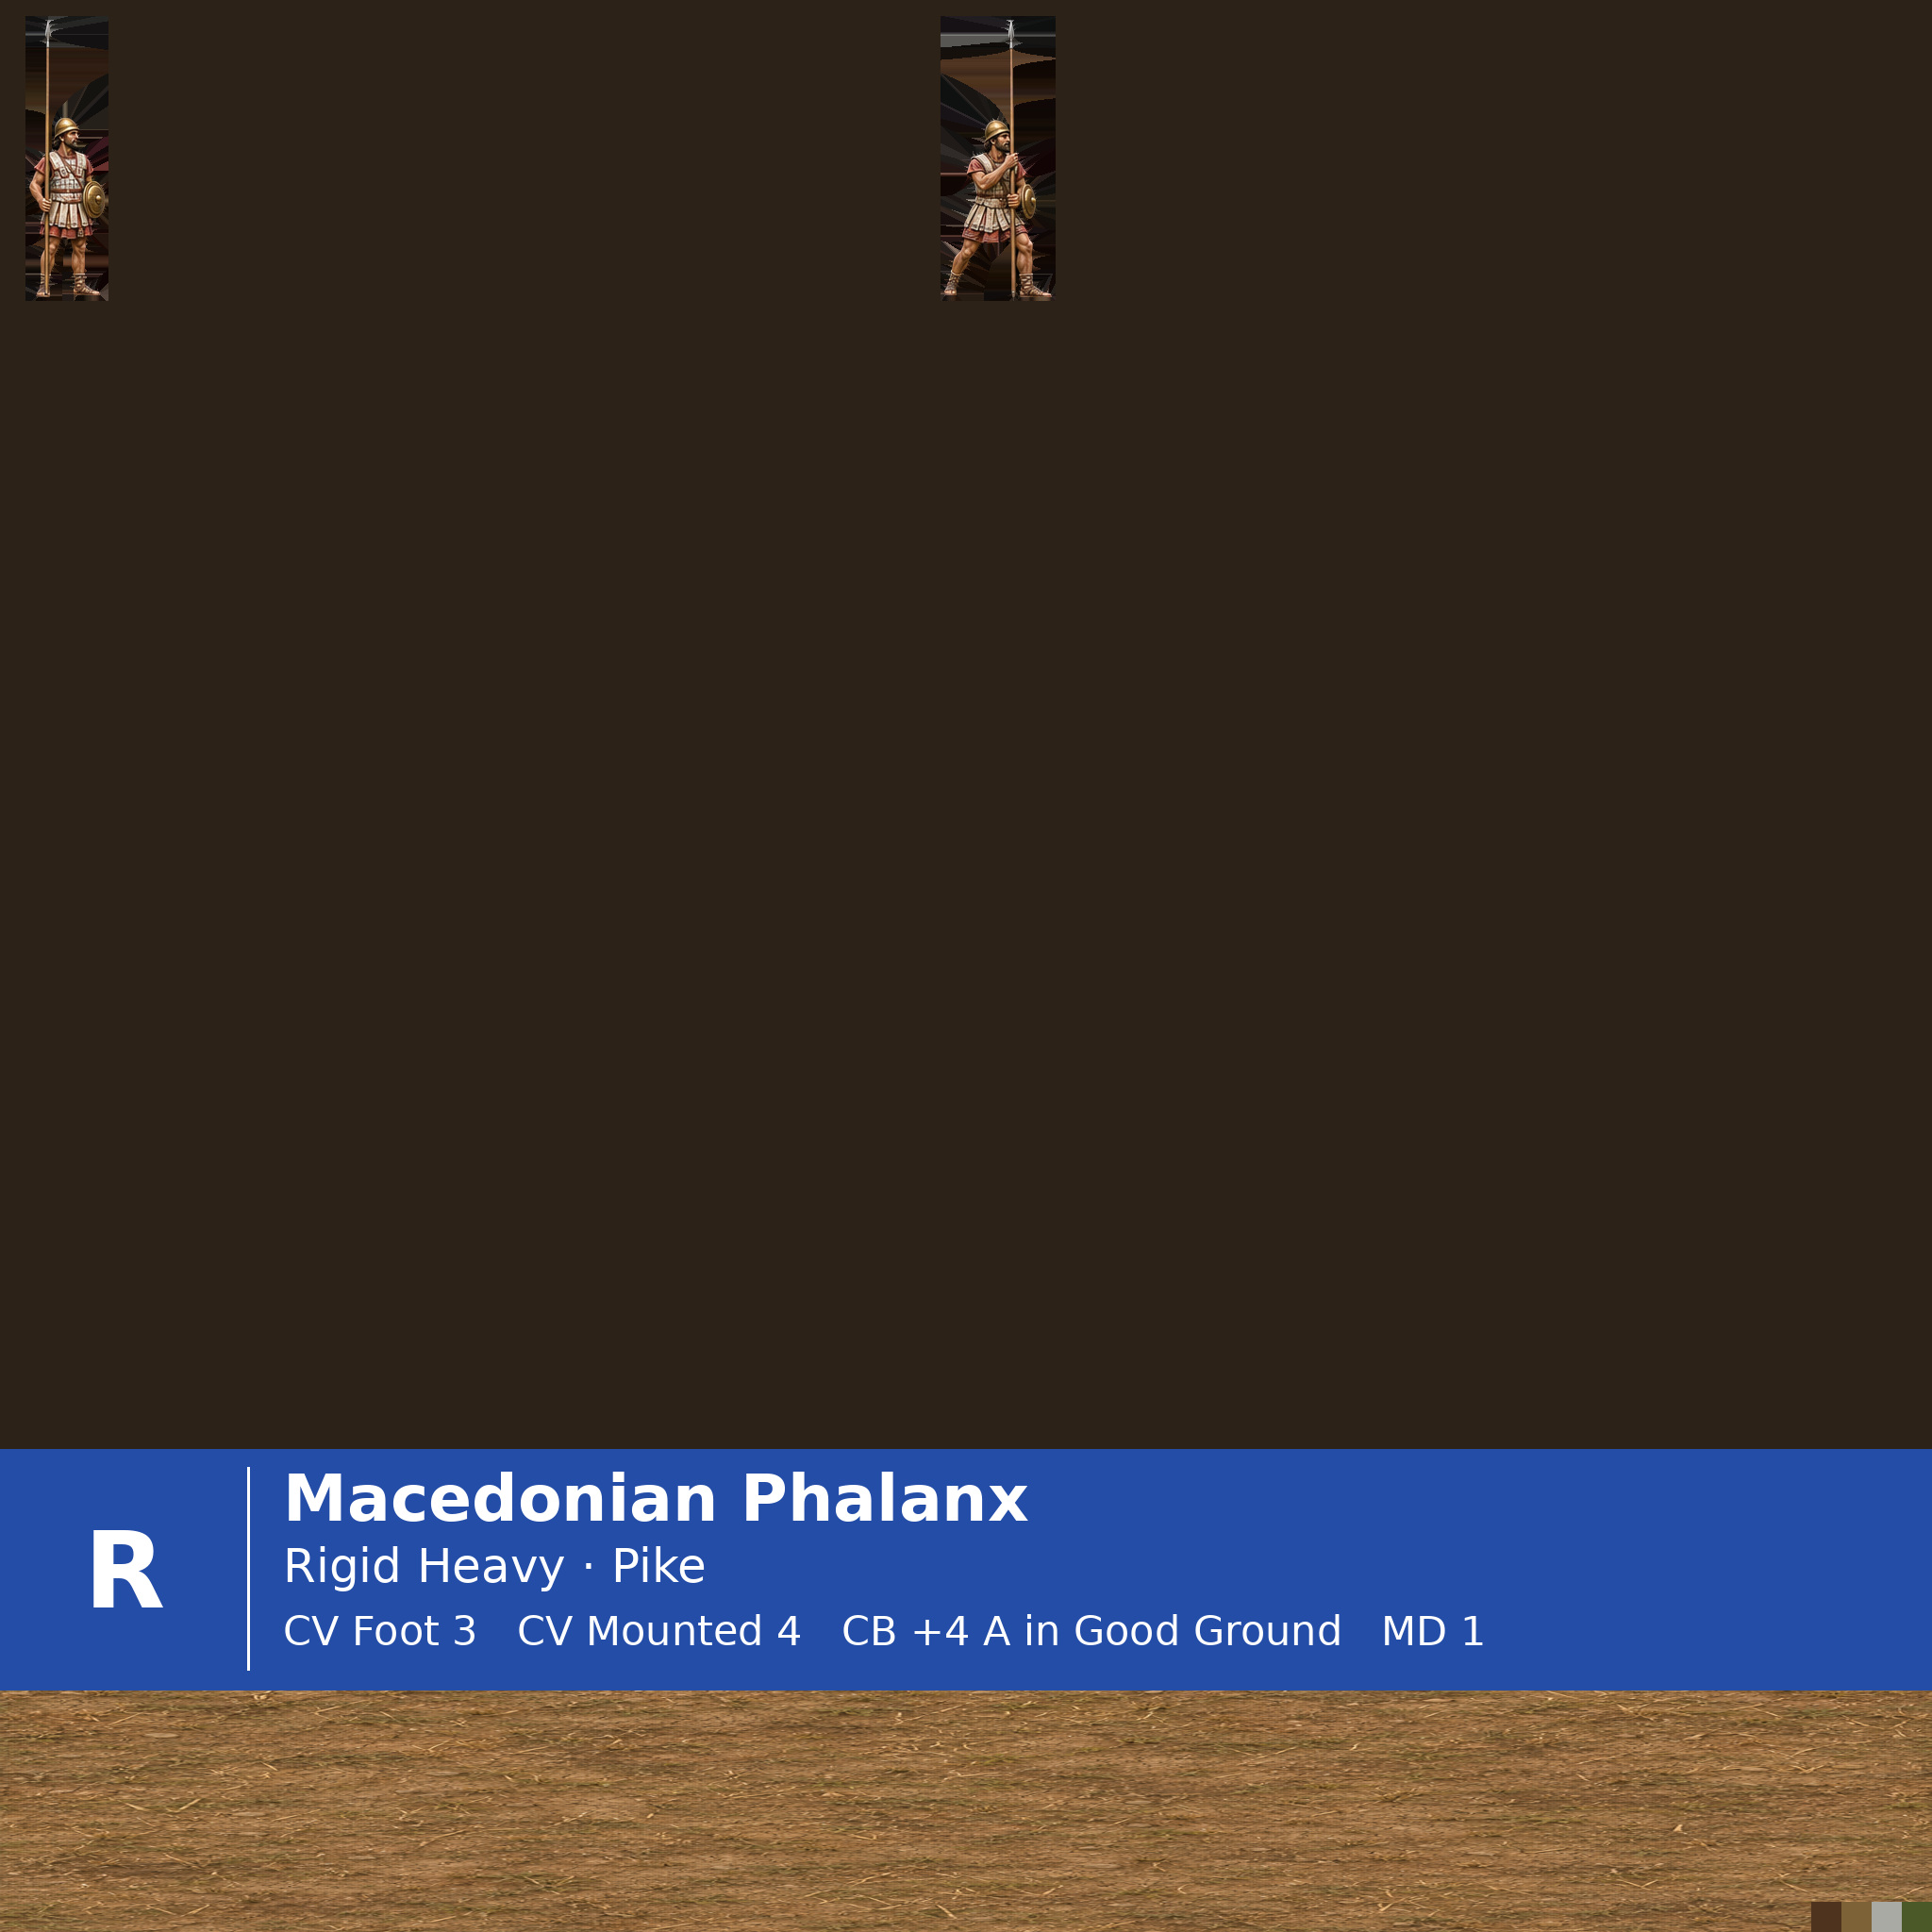 R
Macedonian Phalanx
Rigid Heavy · Pike
CV Foot 3 CV Mounted 4 CB +4 A in Good Ground MD 1